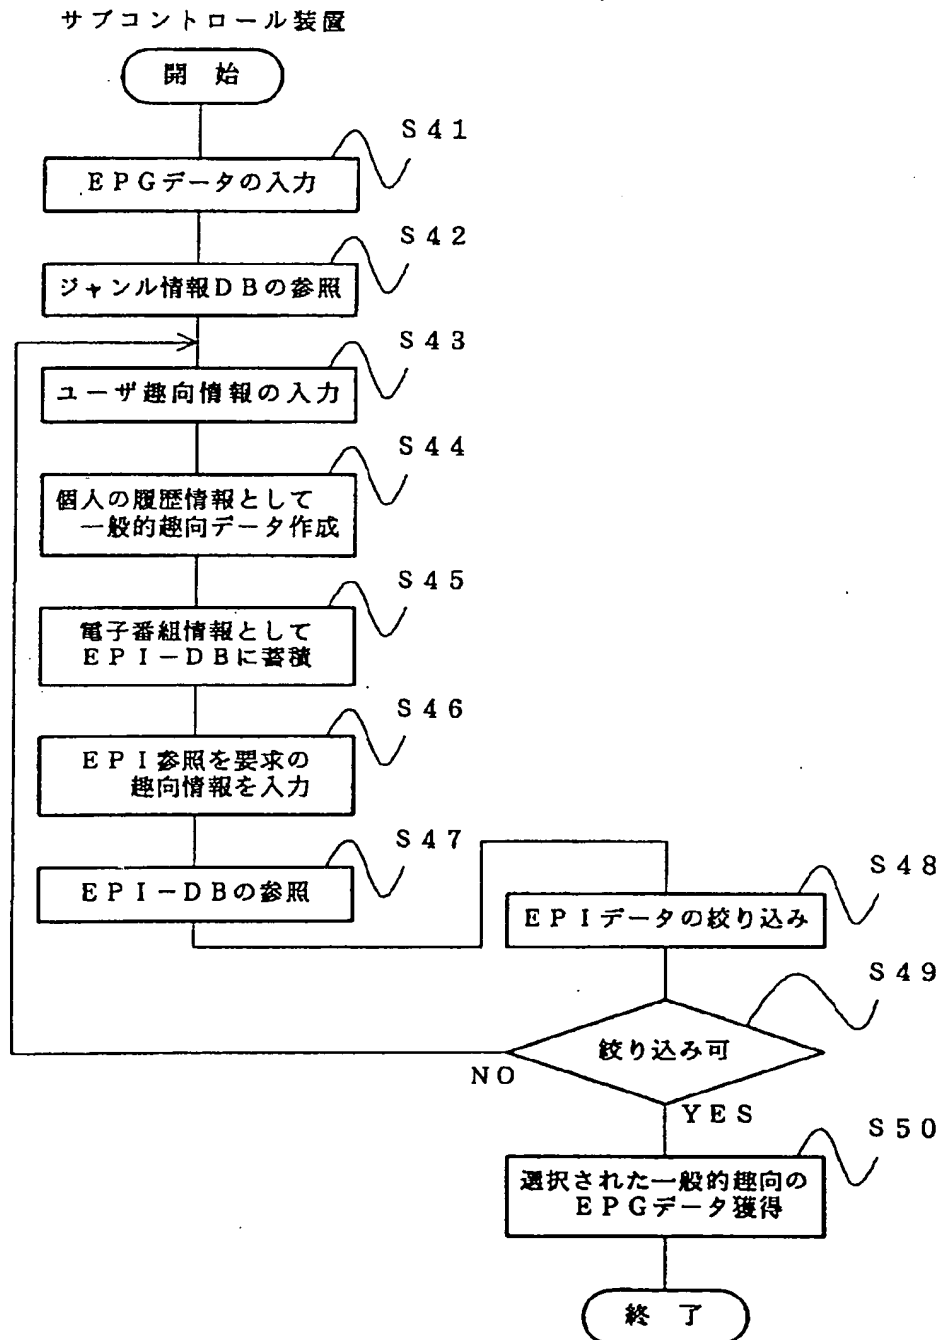 サブコントロール装置
開 始
S41
EPGデータの入力
S42
ジャンル情報DBの参照
S43
ユーザ趣向情報の入力
S44
個人の履歴情報として
一般的趣向データ作成
S45
電子番組情報として
EPI-DBに蓄積
S46
EPI参照を要求の
趣向情報を入力
S47
EPI-DBの参照
S48
EPIデータの絞り込み
S49
絞り込み可
NO
YES
S50
選択された一般的趣向の
EPGデータ獲得
終 了